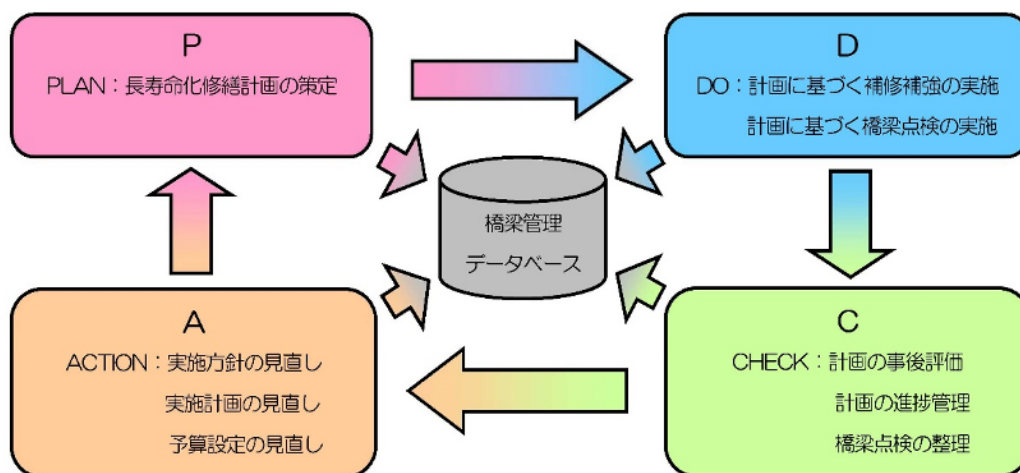 P
PLAN：長寿命化修繕計画の策定
D
DO：計画に基づく補修補強の実施
計画に基づく橋梁点検の実施
橋梁管理
データベース
A
ACTION：実施方針の見直し
実施計画の見直し
予算設定の見直し
C
CHECK：計画の事後評価
計画の進捗管理
橋梁点検の整理